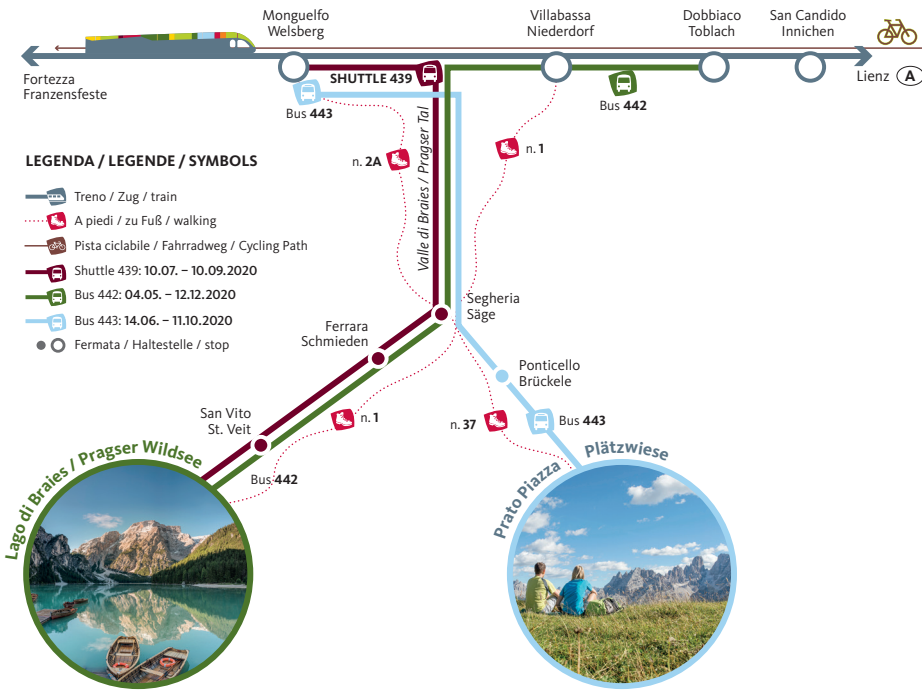 Monguelfo
Welsberg
Villabassa
Niederdorf
Dobbiaco
Toblach
San Candido
Innichen
Fortezza
Franzensfeste
SHUTTLE 439
Lienz A
Bus 443
Bus 442
n. 2A
n. 1
Valle di Braies / Pragser Tal
LEGENDA / LEGENDE / SYMBOLS
Treno / Zug / train
A piedi / zu Fuß / walking
Pista ciclabile / Fahrradweg / Cycling Path
Shuttle 439: 10.07. – 10.09.2020
Bus 442: 04.05. – 12.12.2020
Bus 443: 14.06. – 11.10.2020
Fermata / Haltestelle / stop
Segheria
Säge
Ferrara
Schmieden
Ponticello
Brückele
San Vito
St. Veit
n. 1
n. 37
Bus 443
Bus 442
Lago di Braies / Pragser Wildsee
Prato Piazza
Plätzwiese